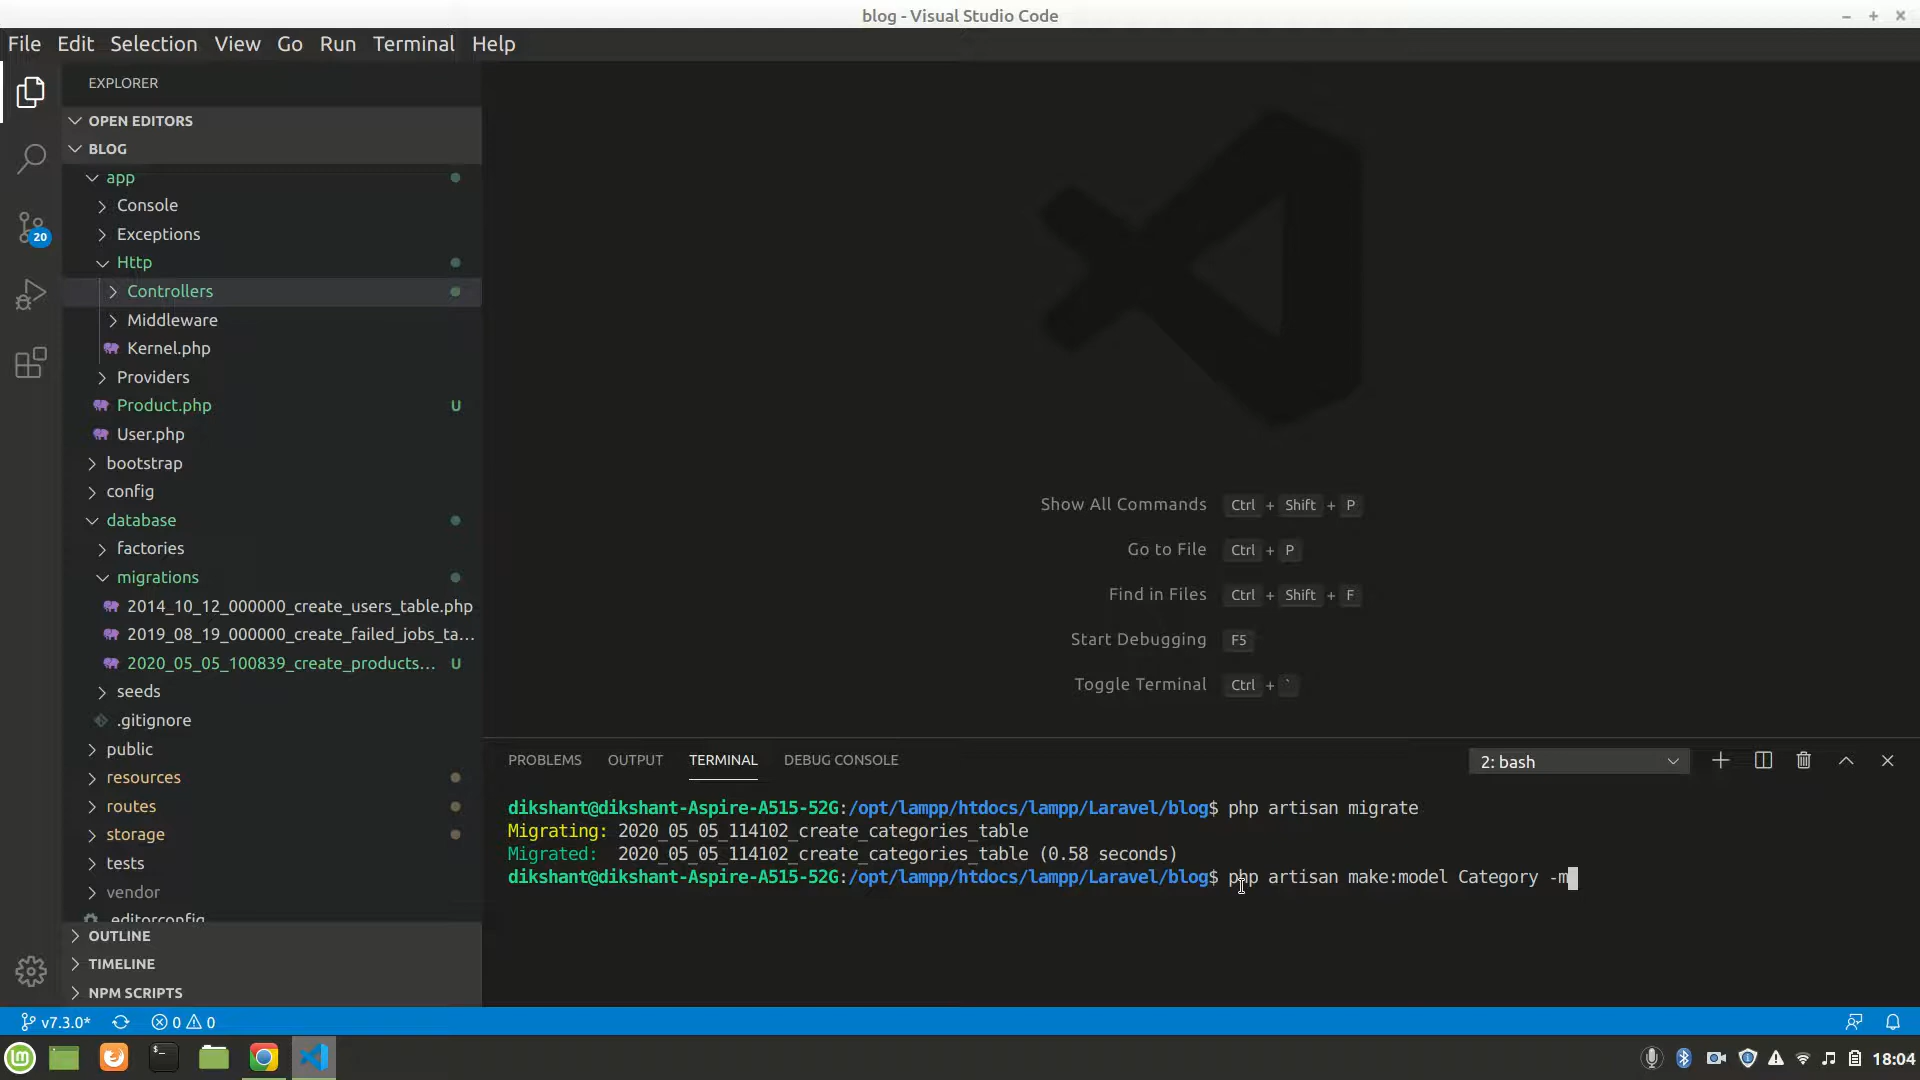 blog - Visual Studio Code
File Edit Selection View Go Run Terminal Help
EXPLORER
OPEN EDITORS
BLOG
app
Console
Exceptions
Http
Controllers
Middleware
Kernel.php
Providers
Product.php U
User.php
bootstrap
config
database
factories
migrations
2014_10_12_000000_create_users_table.php
2019_08_19_000000_create_failed_jobs_ta...
2020_05_05_100839_create_products... U
seeds
.gitignore
public
resources
routes
storage
tests
vendor
.editorconfig
OUTLINE
TIMELINE
NPM SCRIPTS
20
Show All Commands Ctrl + Shift + P
Go to File Ctrl + P
Find in Files Ctrl + Shift + F
Start Debugging F5
Toggle Terminal Ctrl + `
PROBLEMS OUTPUT TERMINAL DEBUG CONSOLE 2: bash
dikshant@dikshant-Aspire-A515-52G:/opt/lampp/htdocs/lampp/Laravel/blog$ php artisan migrate
Migrating: 2020_05_05_114102_create_categories_table
Migrated: 2020_05_05_114102_create_categories_table (0.58 seconds)
dikshant@dikshant-Aspire-A515-52G:/opt/lampp/htdocs/lampp/Laravel/blog$ php artisan make:model Category -m
v7.3.0* 0 0
18:04